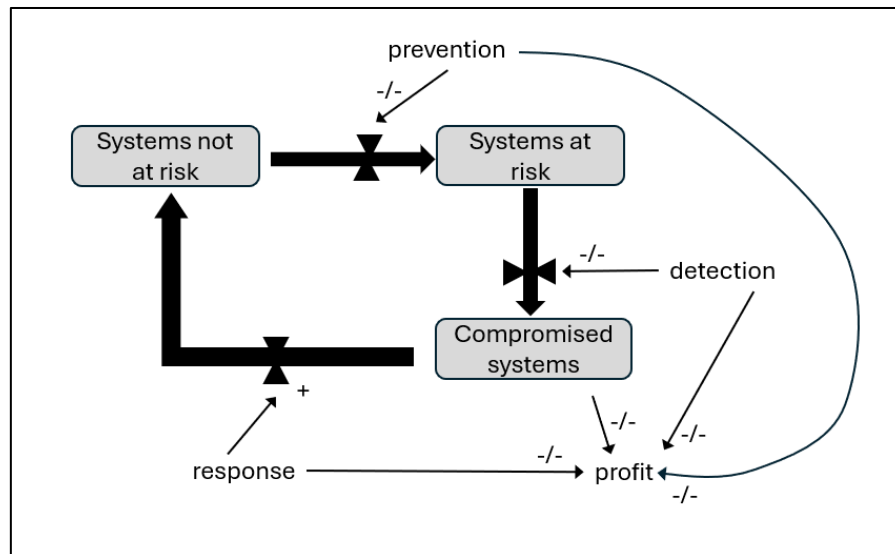 prevention
-/-
Systems not
at risk
Systems at
risk
-/-
detection
Compromised
systems
+
-/-
-/-
response
-/-
profit
-/-